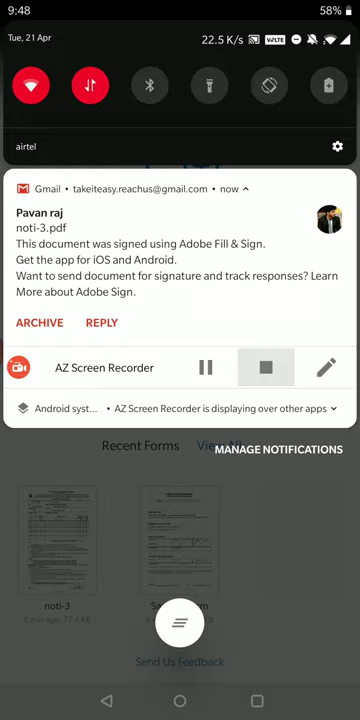 9:48
58%
Tue, 21 Apr
22.5 K/s
VoLTE
airtel
Gmail • takeiteasy.reachus@gmail.com • now
Pavan raj
noti-3.pdf
This document was signed using Adobe Fill & Sign.
Get the app for iOS and Android.
Want to send document for signature and track responses? Learn
More about Adobe Sign.
ARCHIVE REPLY
AZ Screen Recorder
Android syst... • AZ Screen Recorder is displaying over other apps
Recent Forms View All
MANAGE NOTIFICATIONS
noti-3
Send Us Feedback